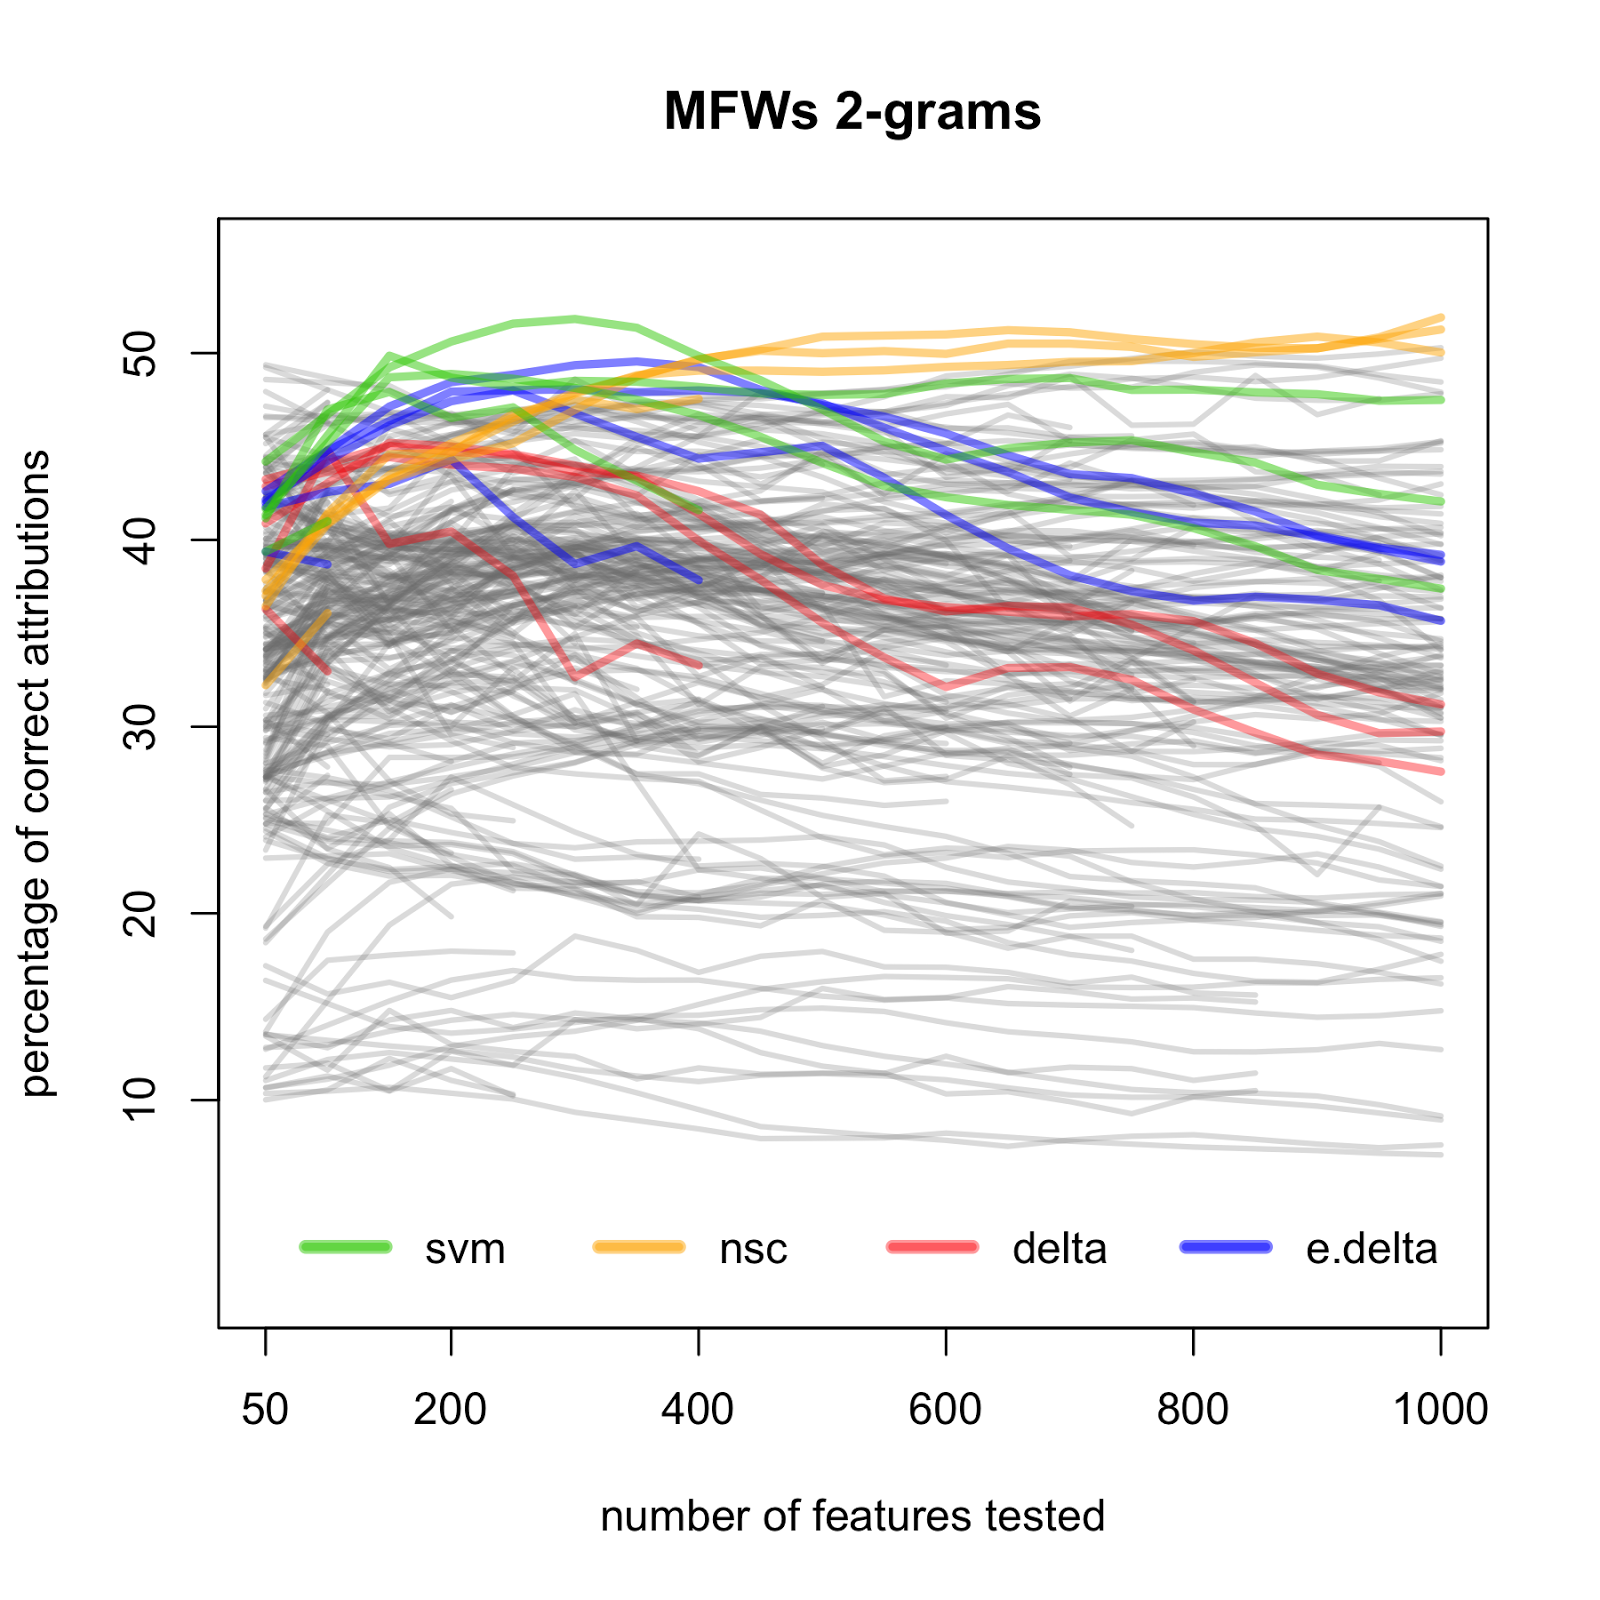 MFWs 2-grams
percentage of correct attributions
50
40
30
20
10
svm nsc delta e.delta
50 200 400 600 800 1000
number of features tested